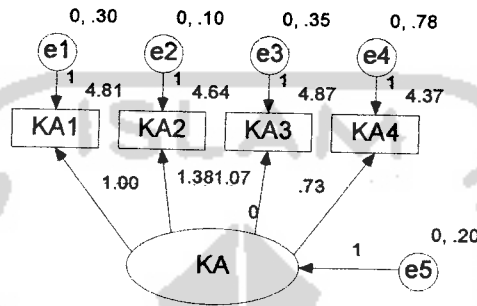 0, .30 0, .10 0, .35 0, .78
e1 e2 e3 e4
1 1 1 1
4.81 4.64 4.87 4.37
KA1 KA2 KA3 KA4
1.00 1.381.07 .73
0
KA 1 0, .20
e5
ISLAM